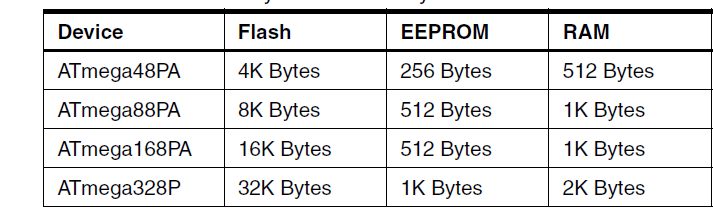 Device Flash EEPROM RAM
ATmega48PA 4K Bytes 256 Bytes 512 Bytes
ATmega88PA 8K Bytes 512 Bytes 1K Bytes
ATmega168PA 16K Bytes 512 Bytes 1K Bytes
ATmega328P 32K Bytes 1K Bytes 2K Bytes